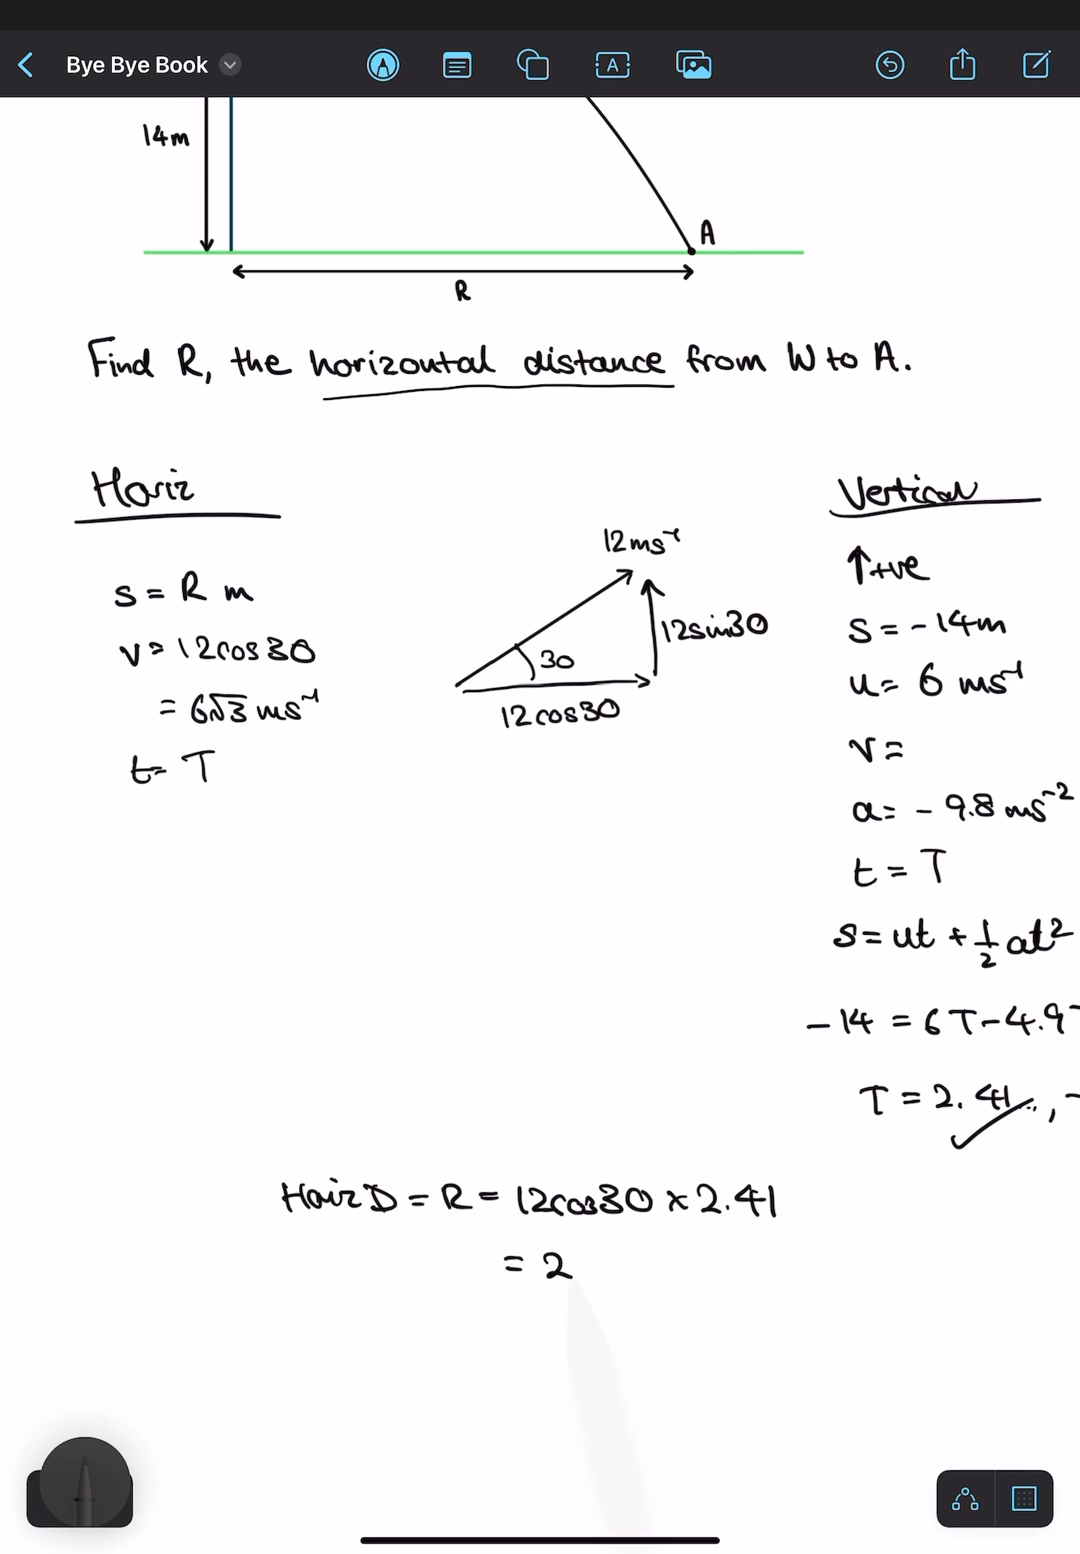 Bye Bye Book
A
14m
A
R
Find R, the horizontal distance from W to A.
Horiz
s = R m
v = 12cos30
= 6√3 ms⁻¹
t = T
12ms⁻¹
12sin30
30
12cos30
Vertical
↑+ve
s = -14m
u = 6 ms⁻¹
v =
a = -9.8 ms⁻²
t = T
s = ut + 1/2 at²
-14 = 6T - 4.9
T = 2.41..., -
Horiz D = R = 12cos30 × 2.41
= 2